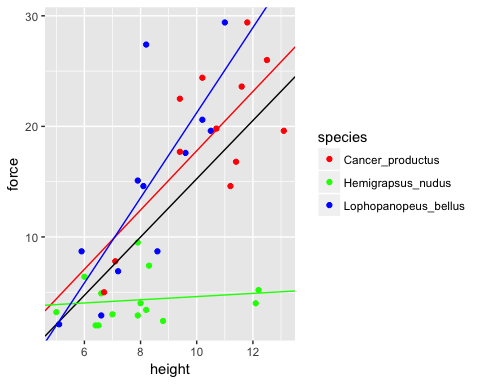 30
20
10
force
6
8
10
12
height
species
Cancer_productus
Hemigrapsus_nudus
Lophopanopeus_bellus